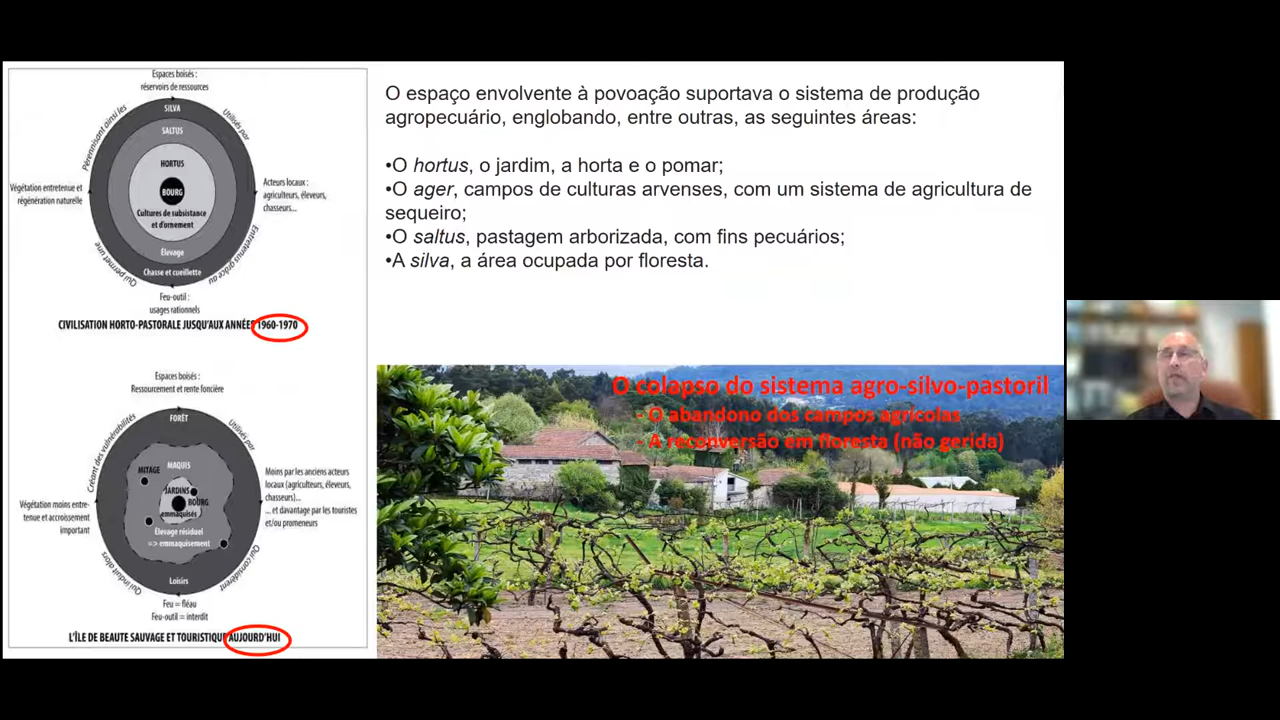 Espaces boisés :
réservoirs de ressources
SILVA
SALTUS
HORTUS
BOURG
Cultures de subsistance
et d'ornement
Élevage
Chasse et cueillette
Pérennisant ainsi les
Utilisés par
Végétation entretenue et
régénération naturelle
Acteurs locaux :
agriculteurs, éleveurs,
chasseurs...
Qui permet une
Entretenus grâce au
Feu-outil :
usages rationnels
CIVILISATION HORTO-PASTORALE JUSQU'AUX ANNÉES 1960-1970
Espaces boisés :
Ressourcement et rente foncière
FORÊT
Créant des vulnérabilités
Utilisés par
MITAGE
MAQUIS
JARDINS
BOURG
emmaquisés
Élevage résiduel
=> emmaquisement
Loisirs
Végétation moins entre-
tenue et accroissement
important
Moins par les anciens acteurs
locaux (agriculteurs, éleveurs,
chasseurs)...
... et davantage par les touristes
et/ou promeneurs
Qui induit alors
Qui considèrent
Feu = fléau
Feu-outil = interdit
L'ÎLE DE BEAUTE SAUVAGE ET TOURISTIQUE AUJOURD'HUI
O espaço envolvente à povoação suportava o sistema de produção
agropecuário, englobando, entre outras, as seguintes áreas:
•O hortus, o jardim, a horta e o pomar;
•O ager, campos de culturas arvenses, com um sistema de agricultura de
sequeiro;
•O saltus, pastagem arborizada, com fins pecuários;
•A silva, a área ocupada por floresta.
O colapso do sistema agro-silvo-pastoril
- O abandono dos campos agrícolas
- A reconversão em floresta (não gerida)